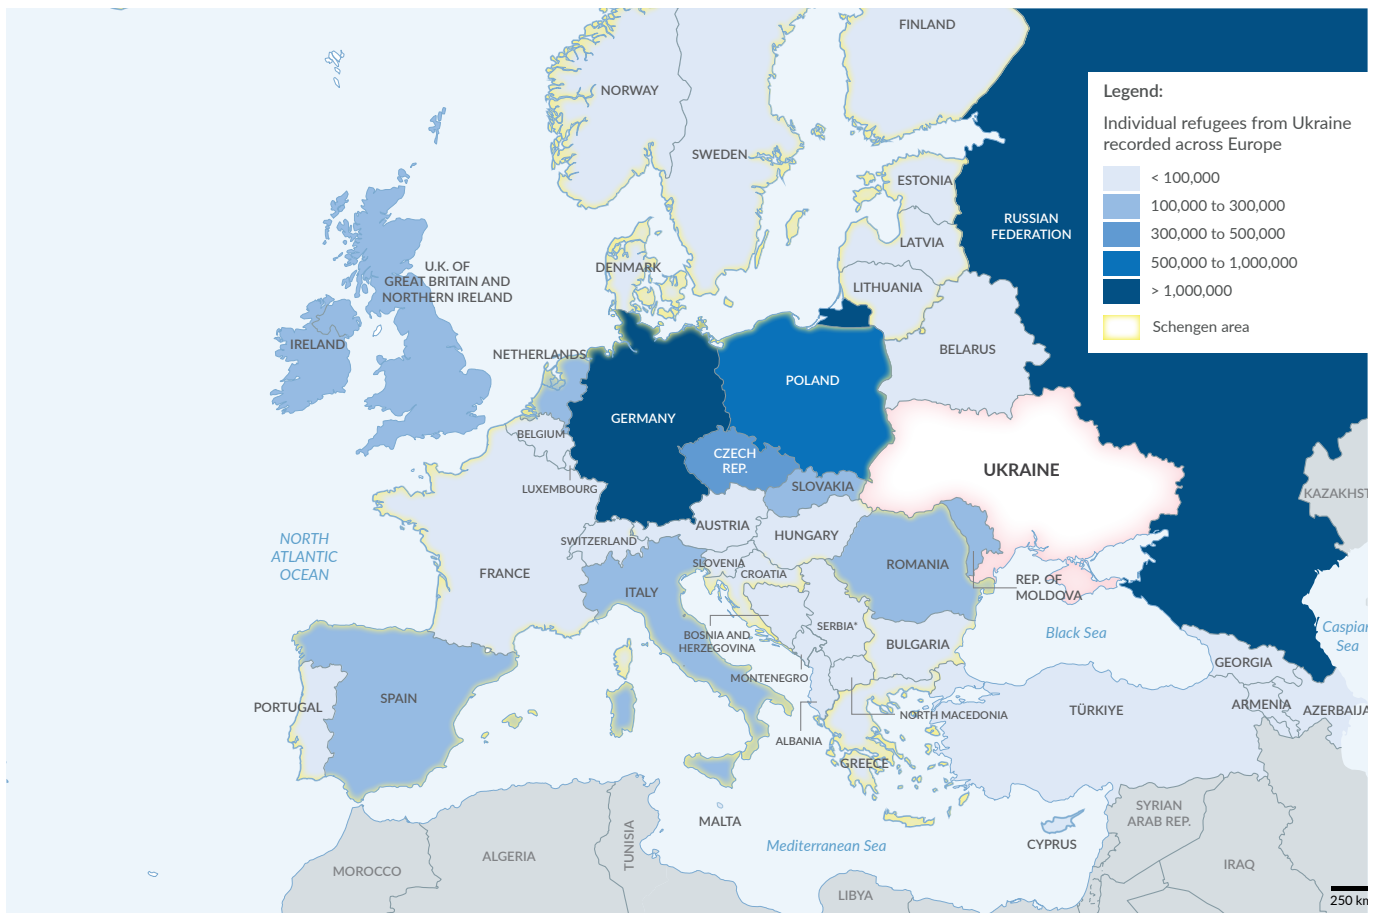 FINLAND
NORWAY
SWEDEN
ESTONIA
LATVIA
LITHUANIA
DENMARK
RUSSIAN
FEDERATION
Legend:
Individual refugees from Ukraine
recorded across Europe
< 100,000
100,000 to 300,000
300,000 to 500,000
500,000 to 1,000,000
> 1,000,000
Schengen area
U.K. OF
GREAT BRITAIN AND
NORTHERN IRELAND
IRELAND
NETHERLANDS
BELARUS
POLAND
GERMANY
BELGIUM
CZECH
REP.
UKRAINE
LUXEMBOURG
SLOVAKIA
KAZAKHST
AUSTRIA
HUNGARY
SWITZERLAND
NORTH
ATLANTIC
OCEAN
FRANCE
SLOVENIA
CROATIA
ROMANIA
REP. OF
MOLDOVA
ITALY
BOSNIA AND
HERZEGOVINA
SERBIA*
BULGARIA
Black Sea
Caspian
Sea
GEORGIA
MONTENEGRO
SPAIN
PORTUGAL
NORTH MACEDONIA
TÜRKIYE
ARMENIA
AZERBAIJA
ALBANIA
GREECE
MALTA
Mediterranean Sea
CYPRUS
SYRIAN
ARAB REP.
IRAQ
MOROCCO
ALGERIA
TUNISIA
LIBYA
250 km